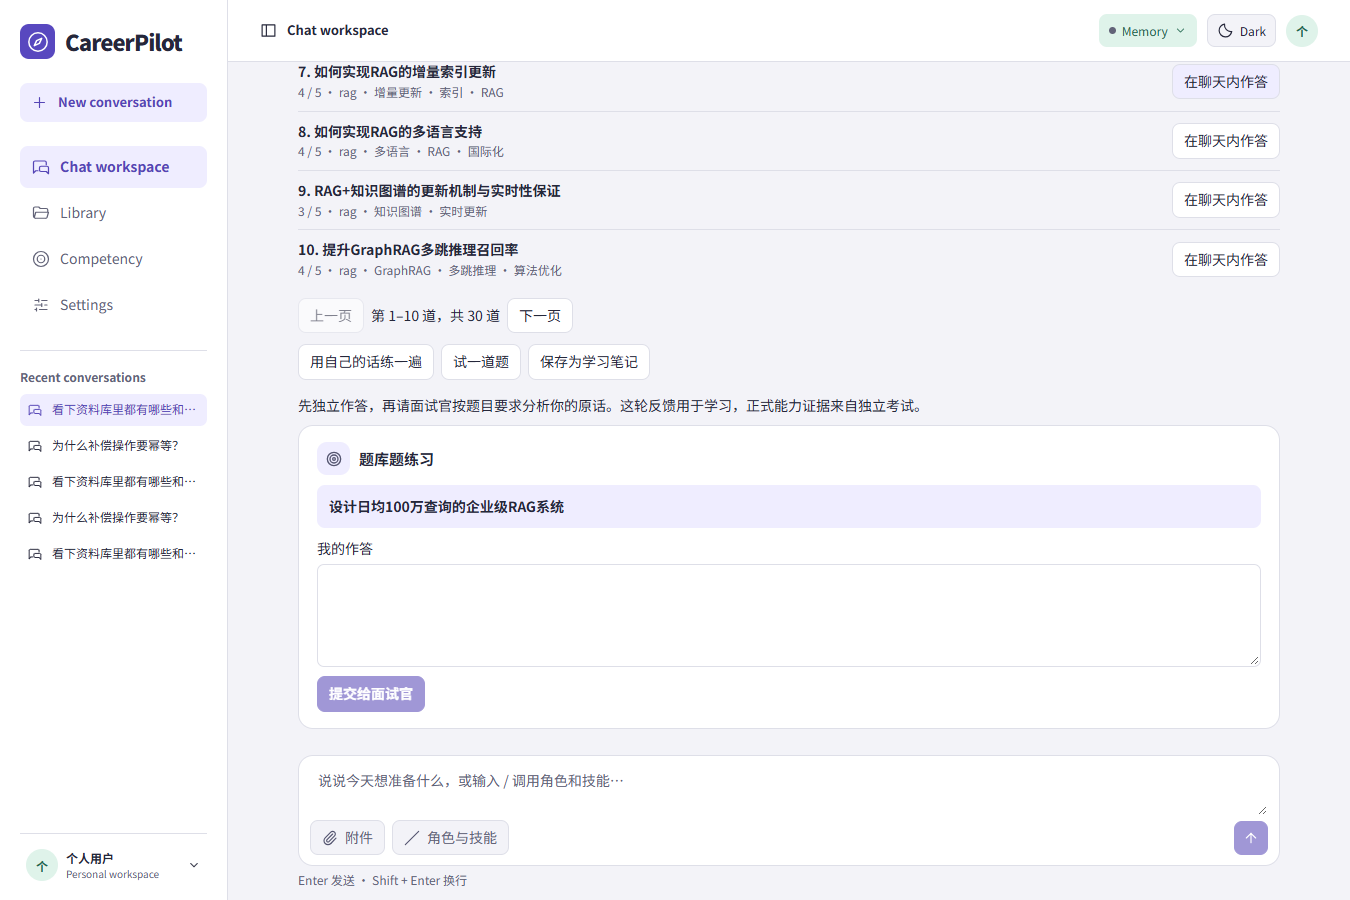 CareerPilot
New conversation
Chat workspace
Library
Competency
Settings
Recent conversations
看下资料库里都有哪些和…
为什么补偿操作要幂等？
看下资料库里都有哪些和…
为什么补偿操作要幂等？
看下资料库里都有哪些和…
个人用户
Personal workspace
Chat workspace
Memory
Dark
7. 如何实现RAG的增量索引更新
4 / 5 • rag • 增量更新 • 索引 • RAG
在聊天内作答
8. 如何实现RAG的多语言支持
4 / 5 • rag • 多语言 • RAG • 国际化
在聊天内作答
9. RAG+知识图谱的更新机制与实时性保证
3 / 5 • rag • 知识图谱 • 实时更新
在聊天内作答
10. 提升GraphRAG多跳推理召回率
4 / 5 • rag • GraphRAG • 多跳推理 • 算法优化
在聊天内作答
上一页 第 1–10 道，共 30 道 下一页
用自己的话练一遍 试一道题 保存为学习笔记
先独立作答，再请面试官按题目要求分析你的原话。这轮反馈用于学习，正式能力证据来自独立考试。
题库题练习
设计日均100万查询的企业级RAG系统
我的作答
提交给面试官
说说今天想准备什么，或输入 / 调用角色和技能…
附件 角色与技能
Enter 发送 • Shift + Enter 换行